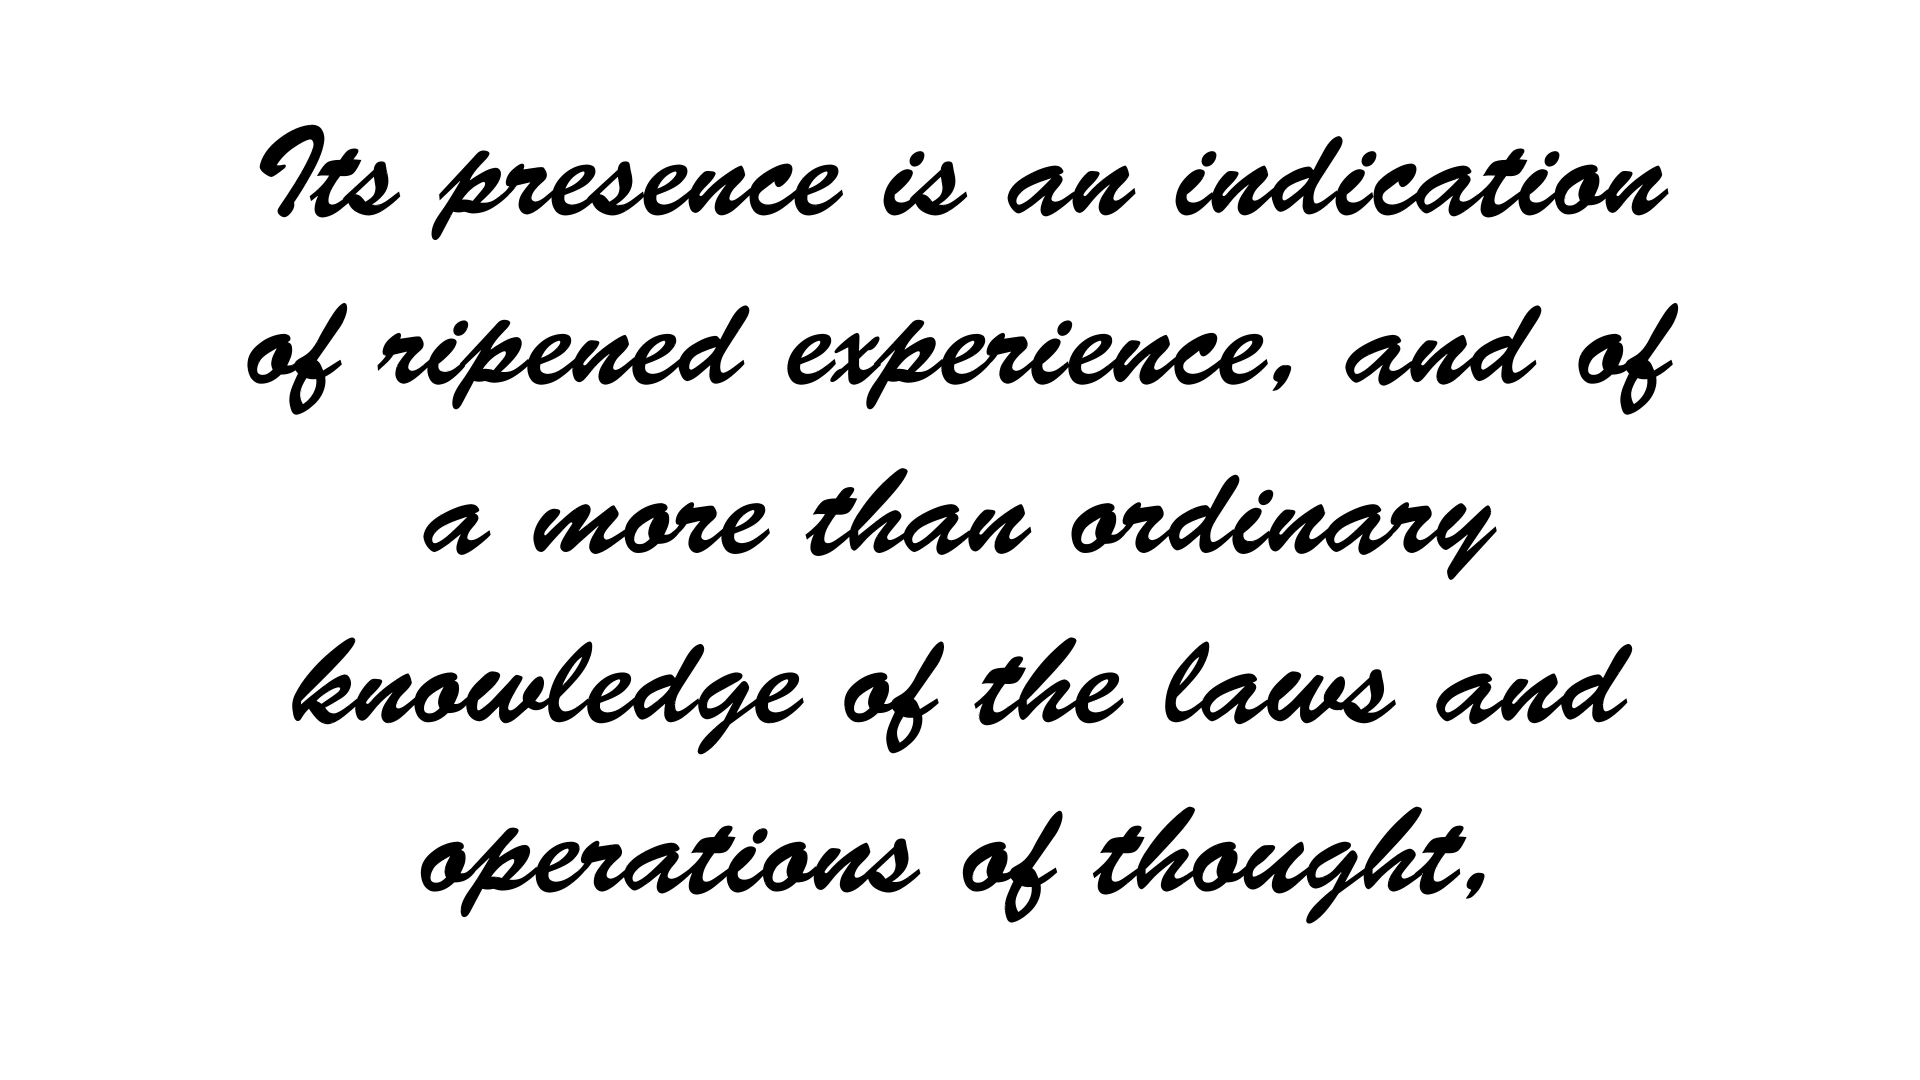 Its presence is an indication
of ripened experience, and of
a more than ordinary
knowledge of the laws and
operations of thought,